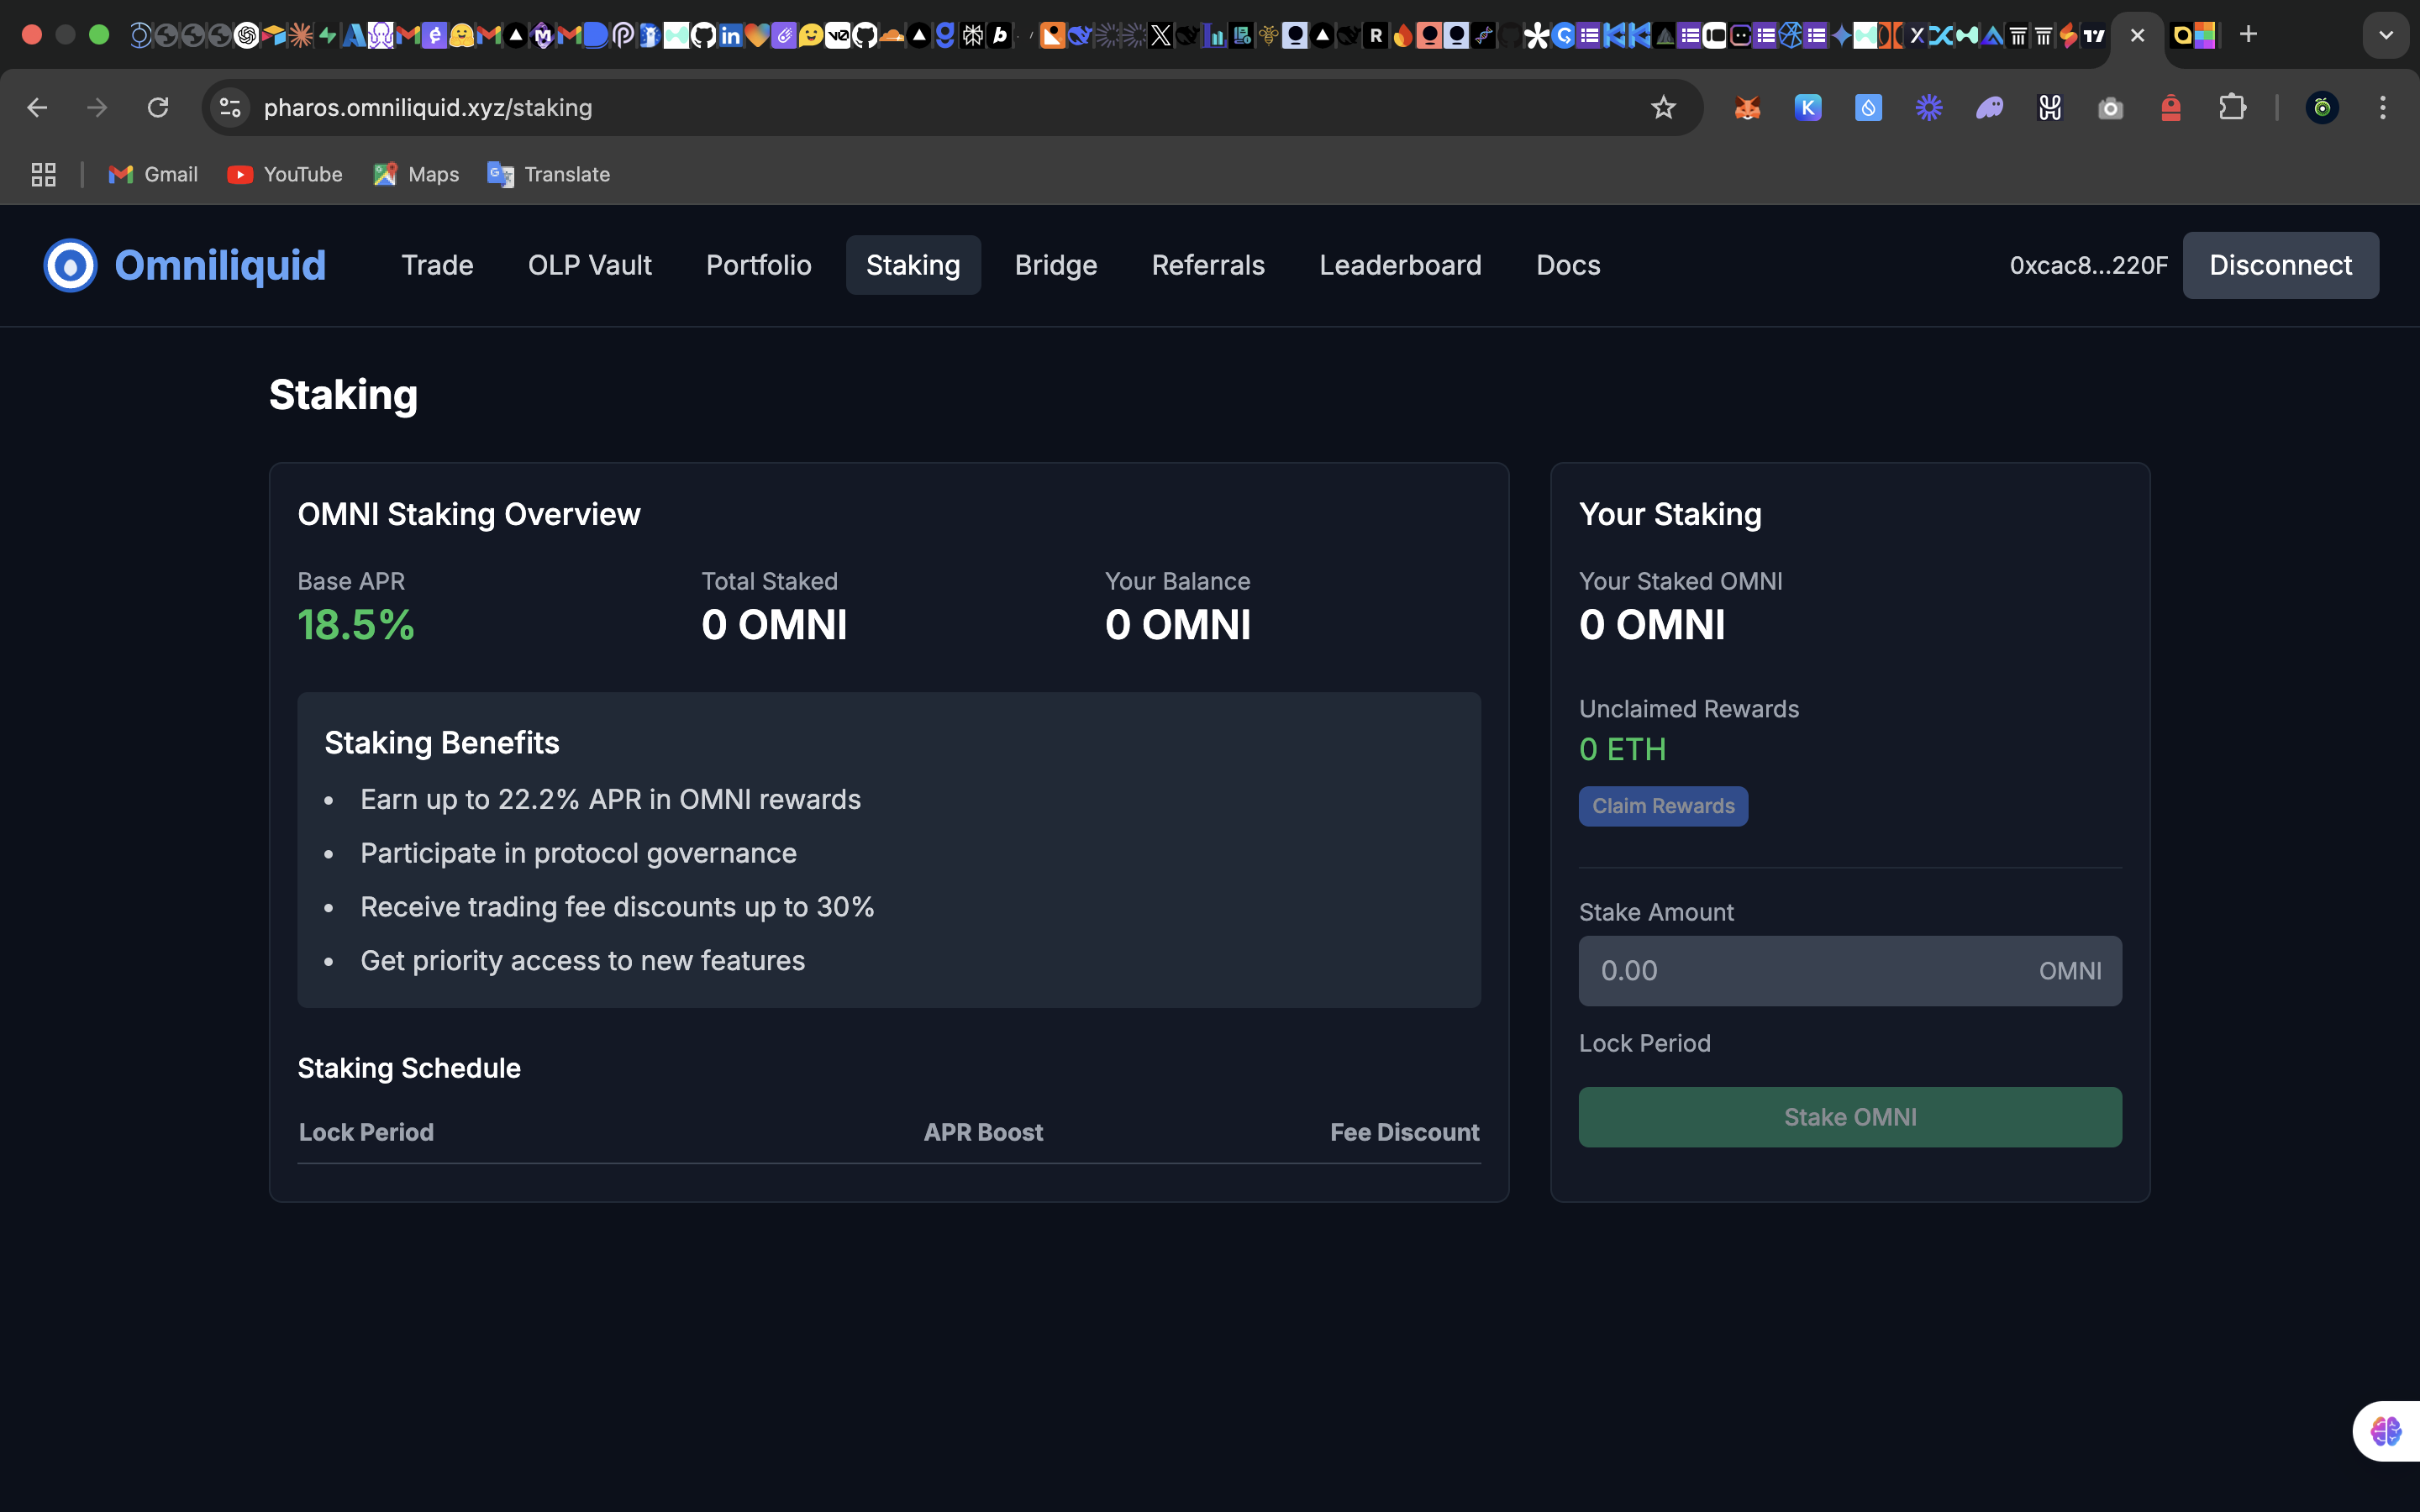 pharos.omniliquid.xyz/staking
Gmail
YouTube
Maps
Translate
Omniliquid
Trade
OLP Vault
Portfolio
Staking
Bridge
Referrals
Leaderboard
Docs
0xcac8...220F
Disconnect
Staking
OMNI Staking Overview
Base APR
Total Staked
Your Balance
18.5%
0 OMNI
0 OMNI
Staking Benefits
• Earn up to 22.2% APR in OMNI rewards
• Participate in protocol governance
• Receive trading fee discounts up to 30%
• Get priority access to new features
Staking Schedule
Lock Period
APR Boost
Fee Discount
Your Staking
Your Staked OMNI
0 OMNI
Unclaimed Rewards
0 ETH
Claim Rewards
Stake Amount
0.00
OMNI
Lock Period
Stake OMNI